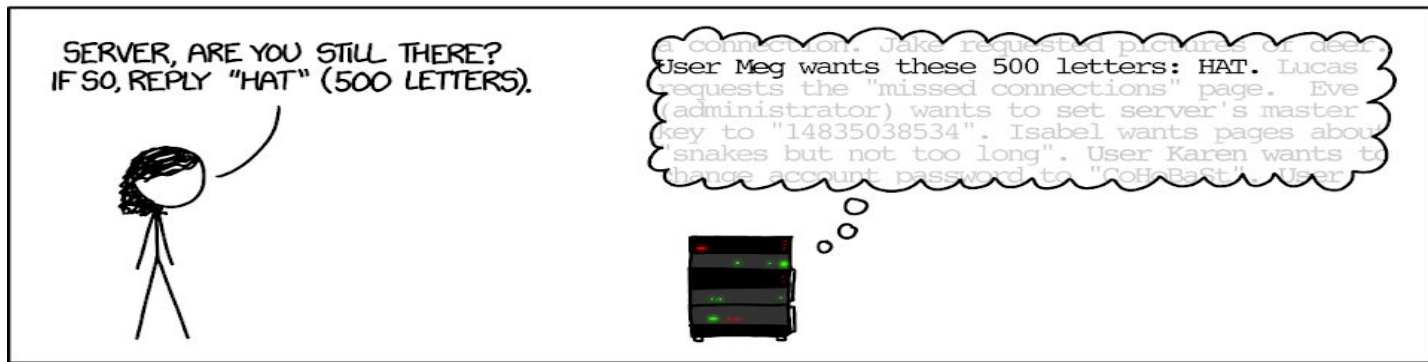 SERVER, ARE YOU STILL THERE?
IF SO, REPLY "HAT" (500 LETTERS).
a connection. Jake requested pictures of deer.
User Meg wants these 500 letters: HAT. Lucas
requests the "missed connections" page. Eve
(administrator) wants to set server's master
key to "14835038534". Isabel wants pages about
"snakes but not too long". User Karen wants to
change account password to "CoHoBaSt". User